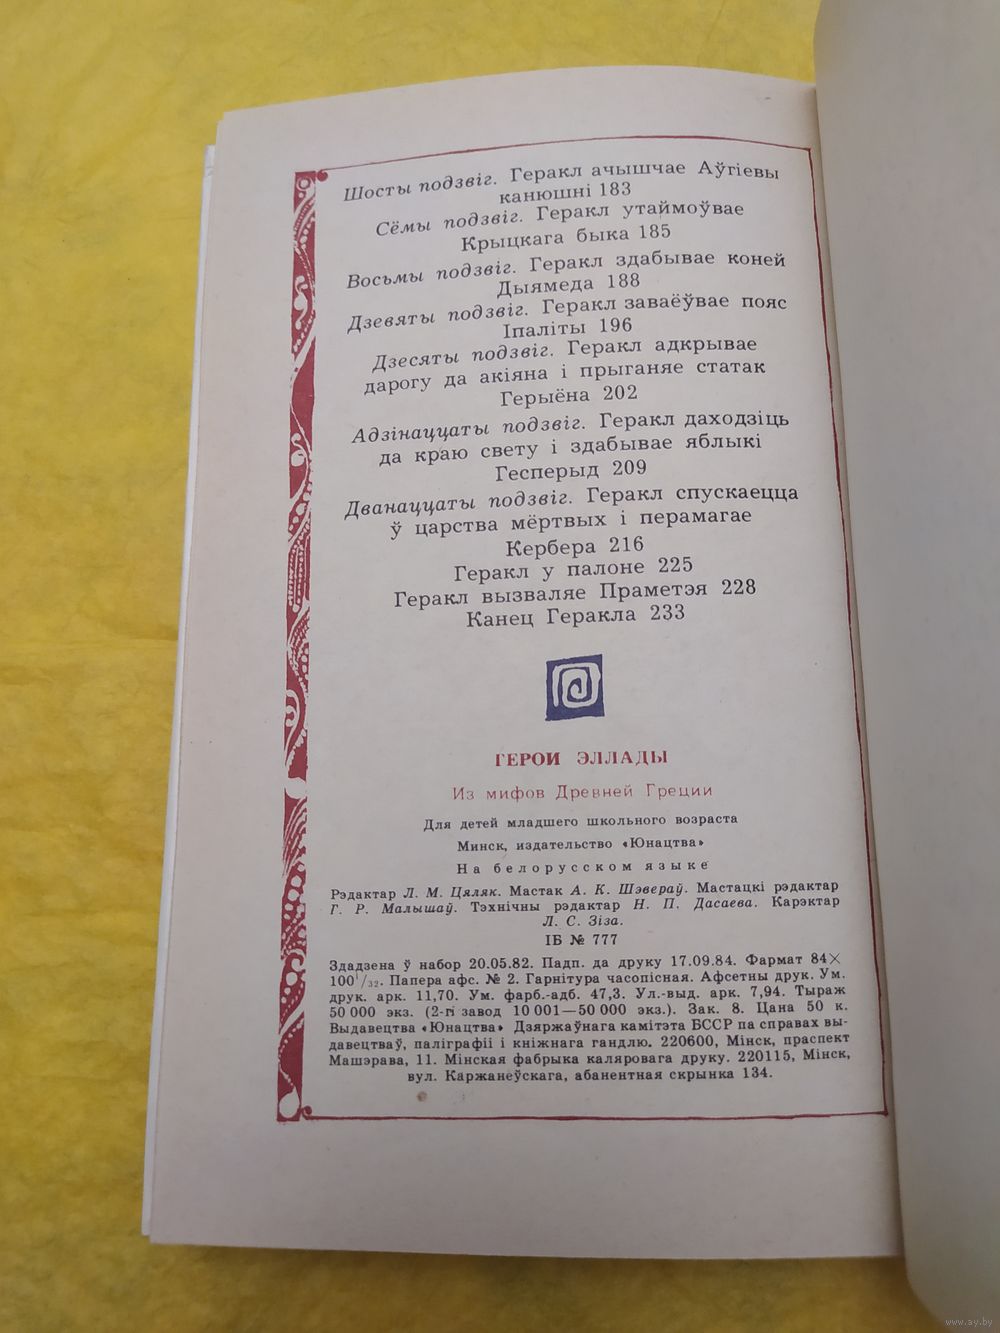 Шосты подзвіг. Геракл ачышчае Аўгіевы
канюшні 183
Сёмы подзвіг. Геракл утаймоўвае
Крыцкага быка 185
Восьмы подзвіг. Геракл здабывае коней
Дыямеда 188
Дзевяты подзвіг. Геракл заваёўвае пояс
Іпаліты 196
Дзесяты подзвіг. Геракл адкрывае
дарогу да акіяна і прыганяе статак
Герыёна 202
Адзінаццаты подзвіг. Геракл даходзіць
да краю свету і здабывае яблыкі
Гесперыд 209
Дванаццаты подзвіг. Геракл спускаецца
ў царства мёртвых і перамагае
Кербера 216
Геракл у палоне 225
Геракл вызваляе Праметэя 228
Канец Геракла 233
ГЕРОИ ЭЛЛАДЫ
Из мифов Древней Греции
Для детей младшего школьного возраста
Минск, издательство «Юнацтва»
На белорусском языке
Рэдактар Л. М. Цяляк. Мастак А. К. Шэвераў. Мастацкі рэдактар
Г. Р. Малышаў. Тэхнічны рэдактар Н. П. Дасаева. Карэктар
Л. С. Зіза.
ІБ № 777
Здадзена ў набор 20.05.82. Падп. да друку 17.09.84. Фармат 84×
100¹/₃₂. Папера афс. № 2. Гарнітура часопісная. Афсетны друк. Ум.
друк. арк. 11,70. Ум. фарб.-адб. 47,3. Ул.-выд. арк. 7,94. Тыраж
50 000 экз. (2-гі завод 10 001—50 000 экз.). Зак. 8. Цана 50 к.
Выдавецтва «Юнацтва» Дзяржаўнага камітэта БССР па справах вы-
давецтваў, паліграфіі і кніжнага гандлю. 220600, Мінск, праспект
Машэрава, 11. Мінская фабрыка каляровага друку. 220115, Мінск,
вул. Каржанеўскага, абанентная скрынка 134.
www.ay.by